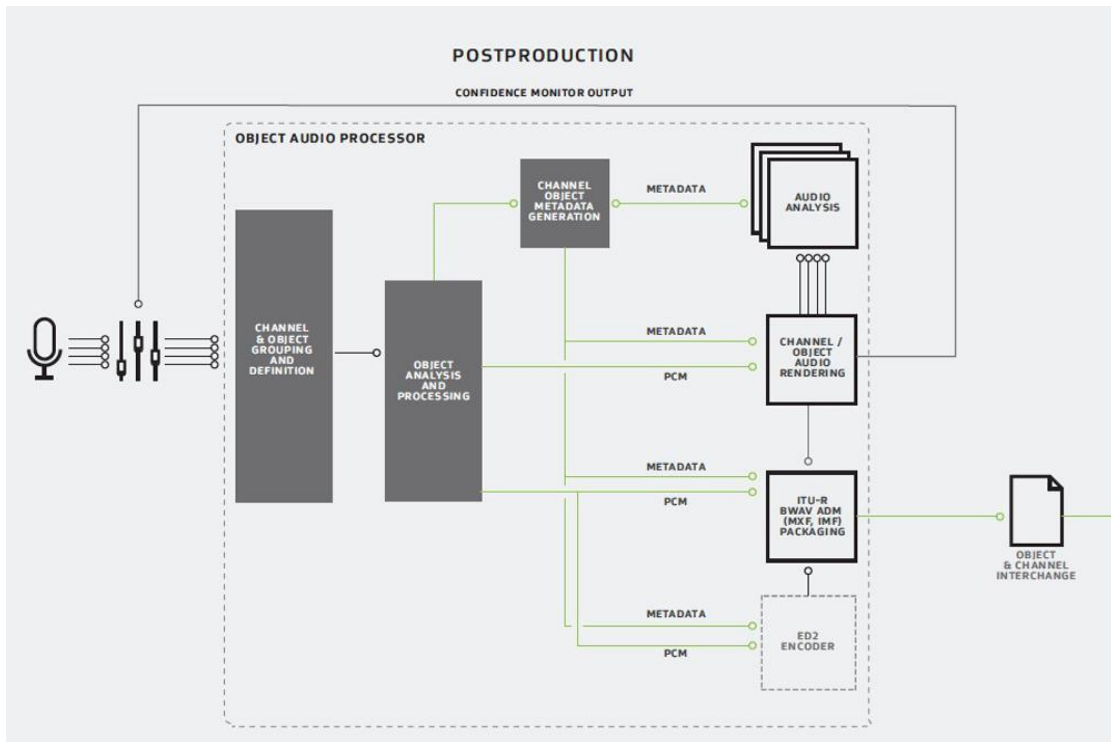 POSTPRODUCTION
CONFIDENCE MONITOR OUTPUT
OBJECT AUDIO PROCESSOR
CHANNEL
& OBJECT
GROUPING
AND
DEFINITION
OBJECT
ANALYSIS
AND
PROCESSING
CHANNEL
OBJECT
METADATA
GENERATION
METADATA
AUDIO
ANALYSIS
METADATA
PCM
CHANNEL /
OBJECT
AUDIO
RENDERING
METADATA
PCM
ITU-R
BWAV ADM
(MXF, IMF)
PACKAGING
METADATA
PCM
ED2
ENCODER
OBJECT
& CHANNEL
INTERCHANGE